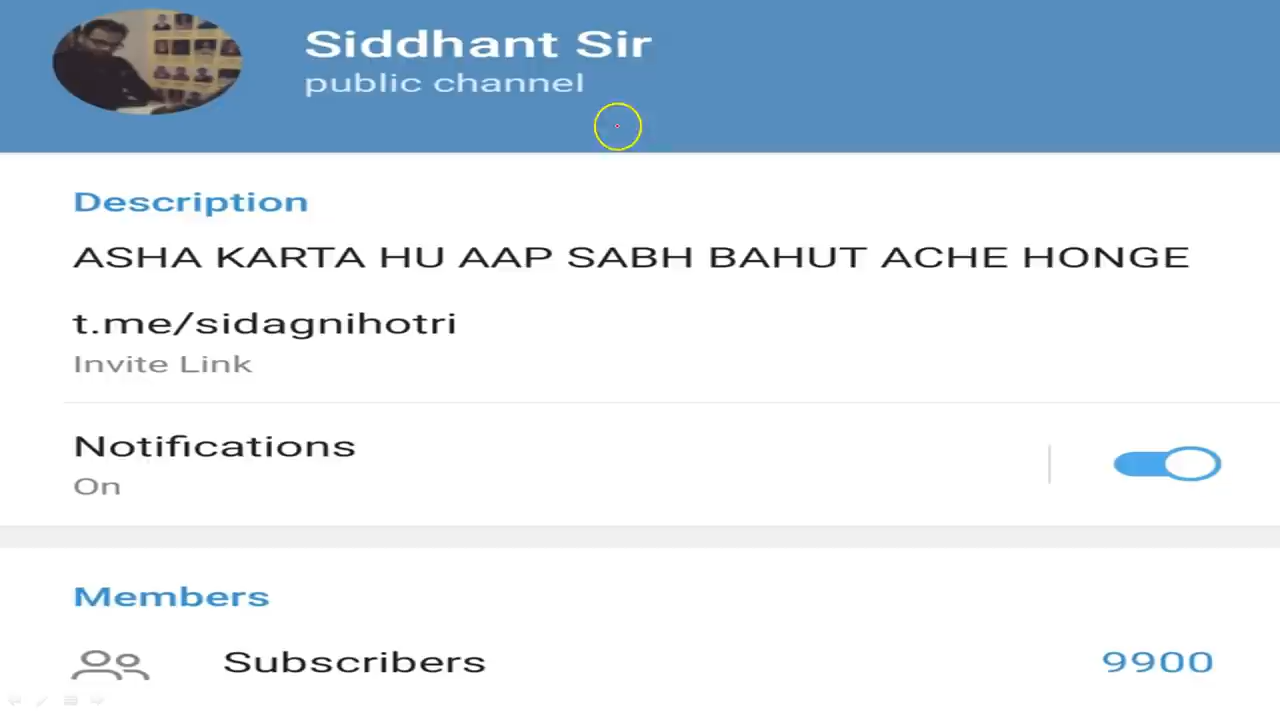 Siddhant Sir
public channel
Description
ASHA KARTA HU AAP SABH BAHUT ACHE HONGE
t.me/sidagnihotri
Invite Link
Notifications
On
Members
Subscribers 9900